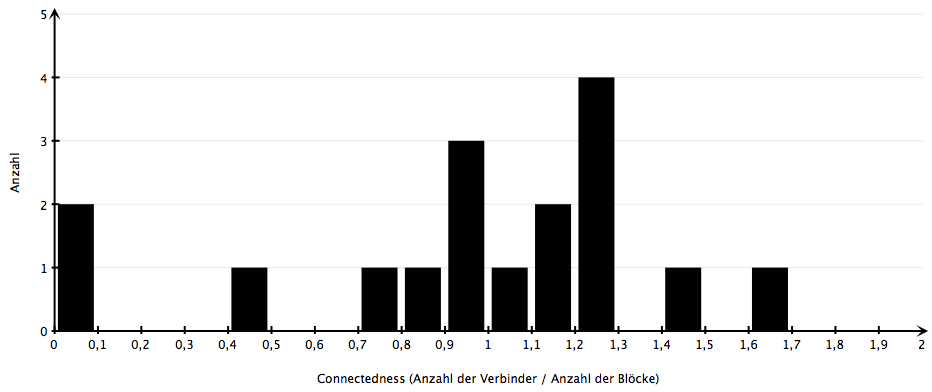 5
4
3
2
1
0
Anzahl
0 0,1 0,2 0,3 0,4 0,5 0,6 0,7 0,8 0,9 1 1,1 1,2 1,3 1,4 1,5 1,6 1,7 1,8 1,9 2
Connectedness (Anzahl der Verbinder / Anzahl der Blöcke)